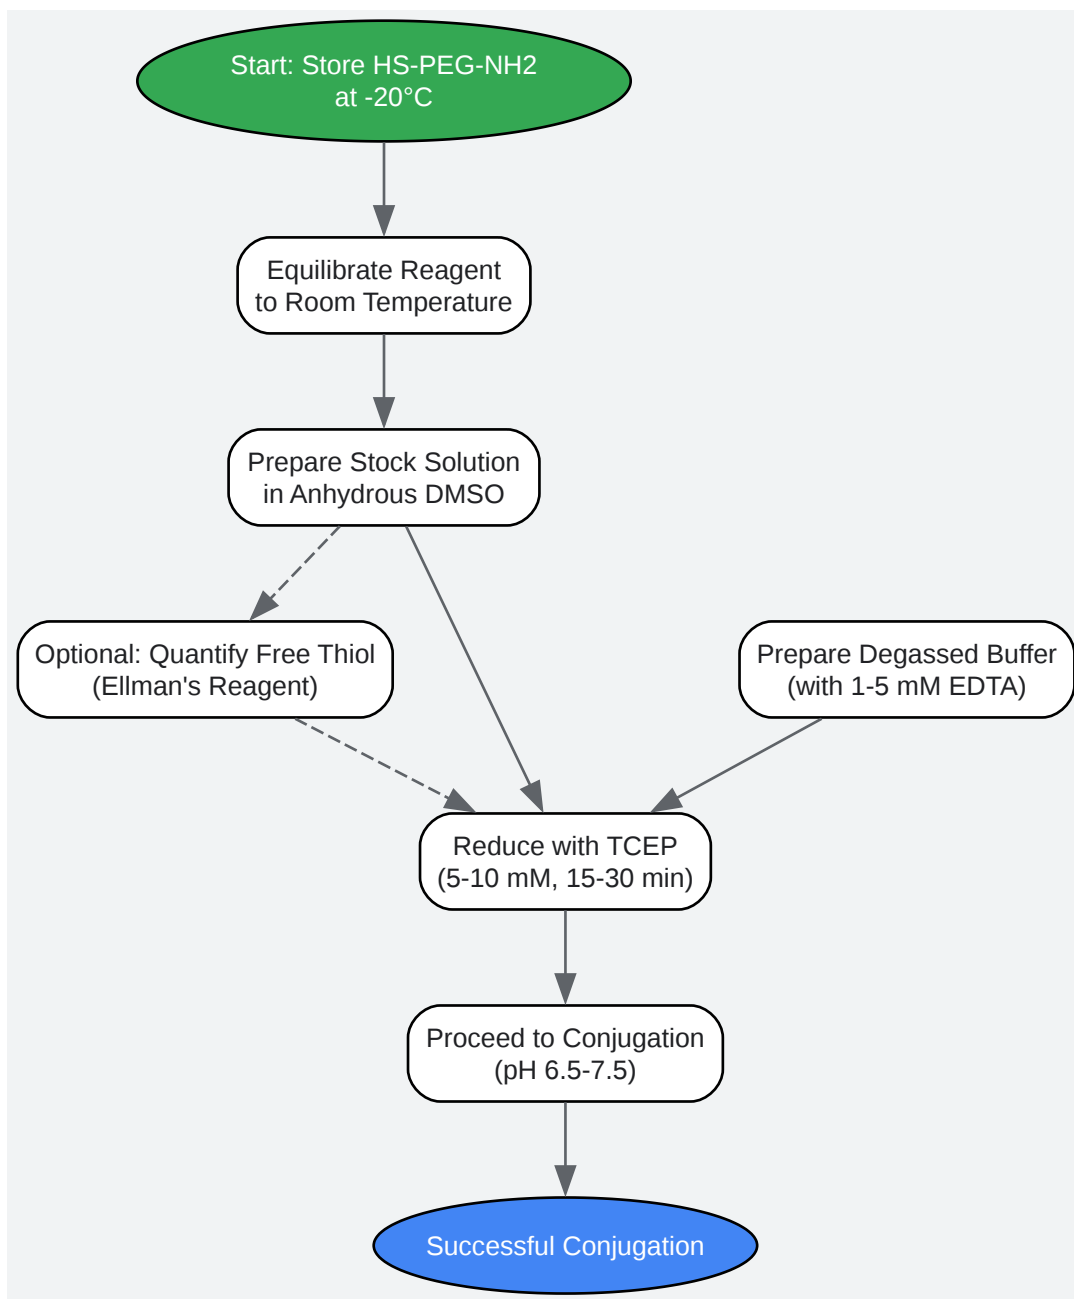 Start: Store HS-PEG-NH2
at -20°C
Equilibrate Reagent
to Room Temperature
Prepare Stock Solution
in Anhydrous DMSO
Optional: Quantify Free Thiol
(Ellman's Reagent)
Prepare Degassed Buffer
(with 1-5 mM EDTA)
Reduce with TCEP
(5-10 mM, 15-30 min)
Proceed to Conjugation
(pH 6.5-7.5)
Successful Conjugation